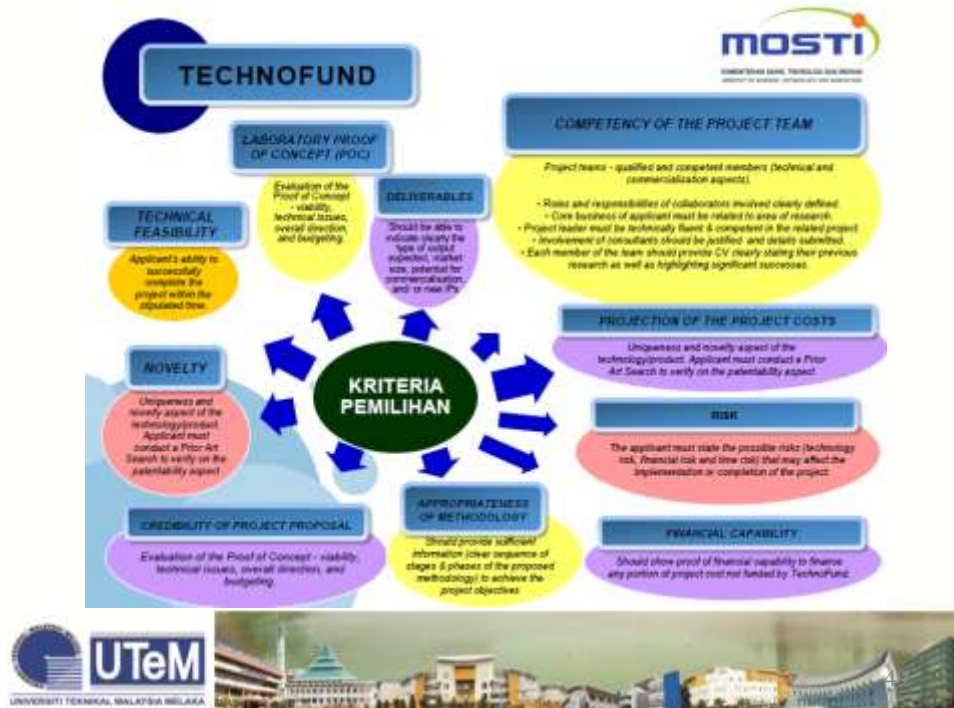 TECHNOFUND
MOSTI
LABORATORY PROOF
OF CONCEPT (POC)
Evaluation of the
Proof of Concept
- viability,
technical issues,
overall direction,
and budgeting.
COMPETENCY OF THE PROJECT TEAM
Project teams - qualified and competent members (technical and
commercialization aspects).
• Roles and responsibilities of collaborators involved clearly defined.
• Core business of applicant must be related to area of research.
• Project leader must be technically fluent & competent in the related project.
• Involvement of consultants should be justified and details submitted.
• Each member of the team should provide CV clearly stating their previous
research as well as highlighting significant successes.
DELIVERABLES
Should be able to
indicate clearly the
type of output
expected, market
size, potential for
commercialisation,
and/ or new IPs
TECHNICAL
FEASIBILITY
Applicant's ability to
successfully
complete the
project within the
stipulated time.
PROJECTION OF THE PROJECT COSTS
Uniqueness and novelty aspect of the
technology/product. Applicant must conduct a Prior
Art Search to verify on the patentability aspect
NOVELTY
Uniqueness and
novelty aspect of the
technology/product.
Applicant must
conduct a Prior Art
Search to verify on the
patentability aspect
KRITERIA
PEMILIHAN
RISK
The applicant must state the possible risks (technology
risk, financial risk and time risk) that may affect the
implementation or completion of the project
CREDIBILITY OF PROJECT PROPOSAL
Evaluation of the Proof of Concept - viability,
technical issues, overall direction, and
budgeting.
APPROPRIATENESS
OF METHODOLOGY
Should provide sufficient
information (clear sequence of
stages & phases of the proposed
methodology) to achieve the
project objectives
FINANCIAL CAPABILITY
Should show proof of financial capability to finance
any portion of project cost not funded by TechnoFund.
UTeM
UNIVERSITI TEKNIKAL MALAYSIA MELAKA